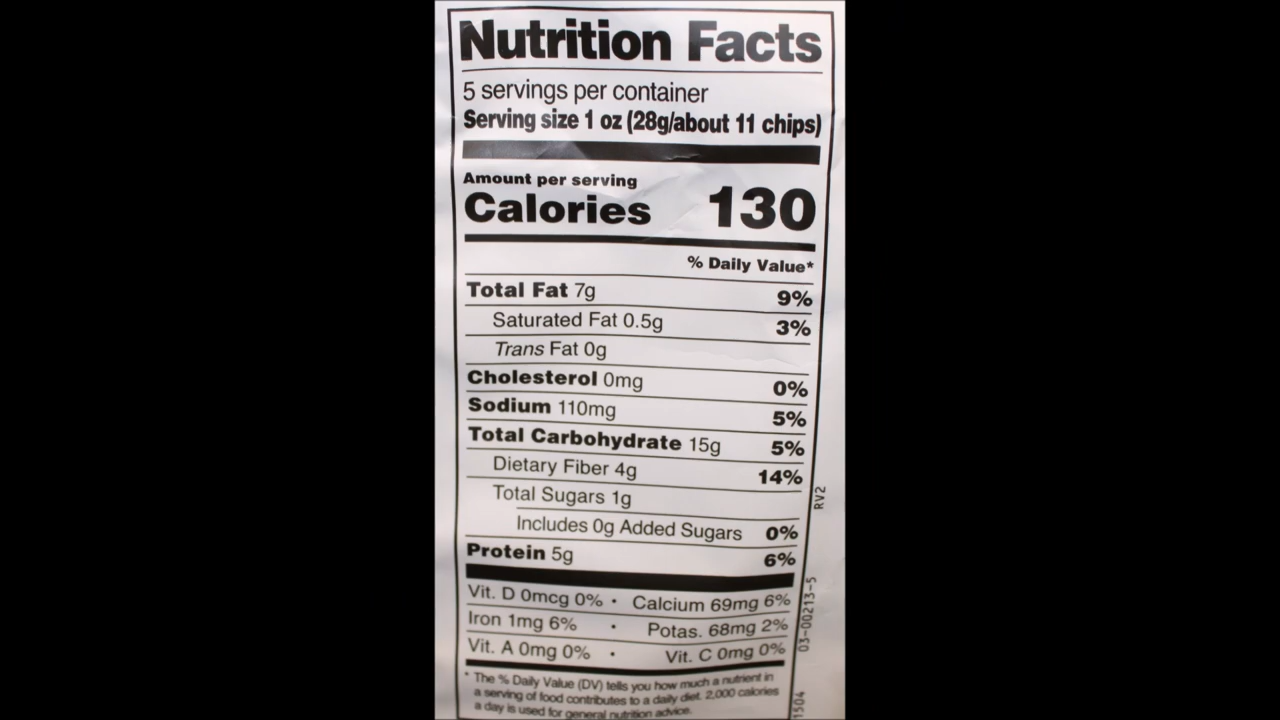 Nutrition Facts
5 servings per container
Serving size 1 oz (28g/about 11 chips)
Amount per serving
Calories 130
% Daily Value*
Total Fat 7g 9%
Saturated Fat 0.5g 3%
Trans Fat 0g
Cholesterol 0mg 0%
Sodium 110mg 5%
Total Carbohydrate 15g 5%
Dietary Fiber 4g 14%
Total Sugars 1g
Includes 0g Added Sugars 0%
Protein 5g 6%
Vit. D 0mcg 0% • Calcium 69mg 6%
Iron 1mg 6% • Potas. 68mg 2%
Vit. A 0mg 0% • Vit. C 0mg 0%
* The % Daily Value (DV) tells you how much a nutrient in
a serving of food contributes to a daily diet. 2,000 calories
a day is used for general nutrition advice.
RV2
03-00213-5
1504